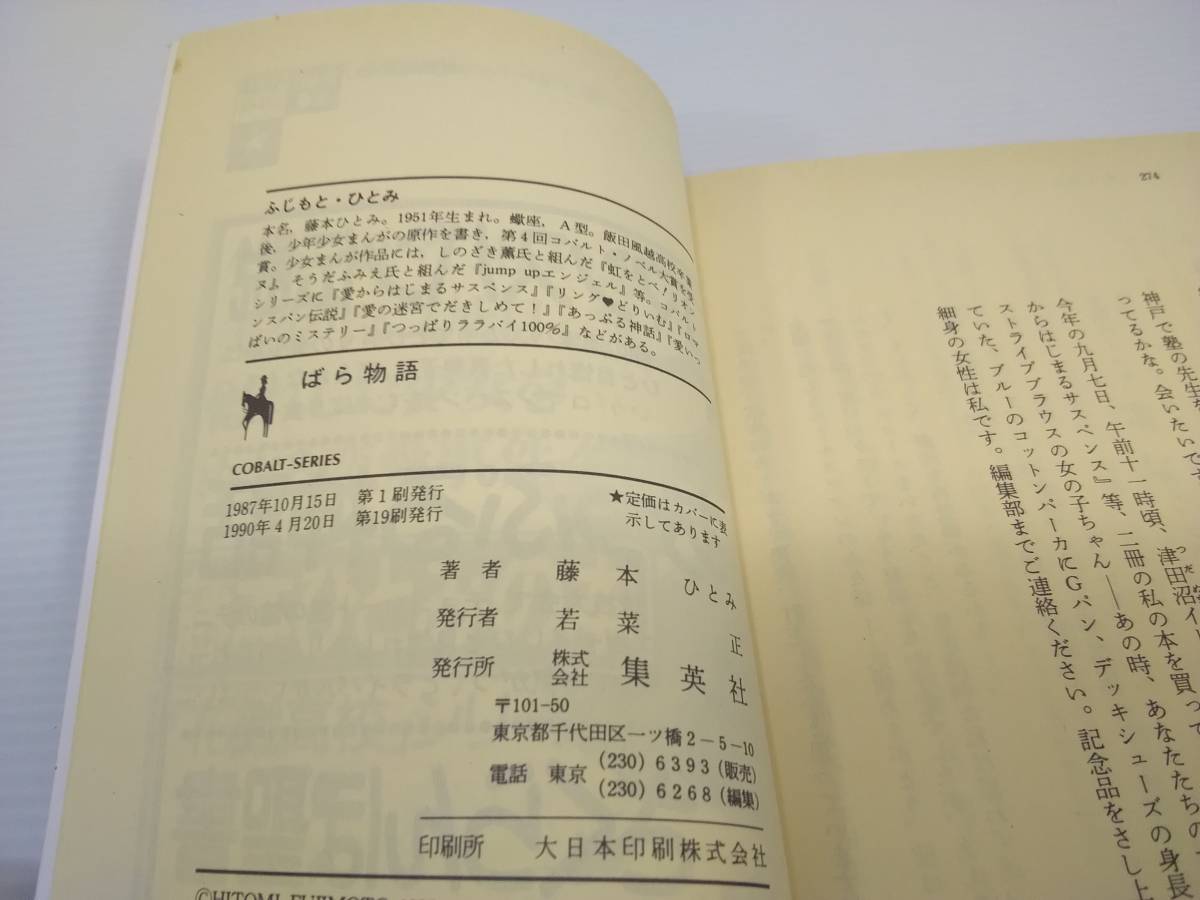 ふじもと・ひとみ
本名，藤本ひとみ。1951年生まれ。蠍座，A型。飯田風越高校卒業
後，少年少女まんがの原作を書き，第4回コバルト・ノベル大賞を受
賞。少女まんが作品には，しのざき薫氏と組んだ『虹をとべ！リオン
ヌ』，そうだふみえ氏と組んだ『jump upエンジェル』等。コバルト
シリーズに『愛からはじまるサスペンス』『リング♥どりいむ』『ロマ
ンスパン伝説』『愛の迷宮でだきしめて！』『あっぷる神話』『愛いっ
ぱいのミステリー』『つっぱりララバイ100%』などがある。
ばら物語
COBALT-SERIES
1987年10月15日　第1刷発行
1990年4月20日　第19刷発行
★定価はカバーに表
示してあります
著者　藤本ひとみ
発行者　若菜　正
発行所　株式会社　集英社
〒101-50
東京都千代田区一ツ橋2－5－10
電話　東京　(230) 6393 (販売)
(230) 6268 (編集)
印刷所　大日本印刷株式会社
©HITOMI FUJIMOTO
274
神戸で塾の先生を
ってるかな。会いたいです
今年の九月七日、午前十一時頃、津田沼イ
からはじまるサスペンス』等、二冊の私の本を買って
ストライプブラウスの女の子ちゃん――あの時、あなたたちの
ていた、ブルーのコットンパーカにGパン、デッキシューズの身長
細身の女性は私です。編集部までご連絡ください。記念品をさし上